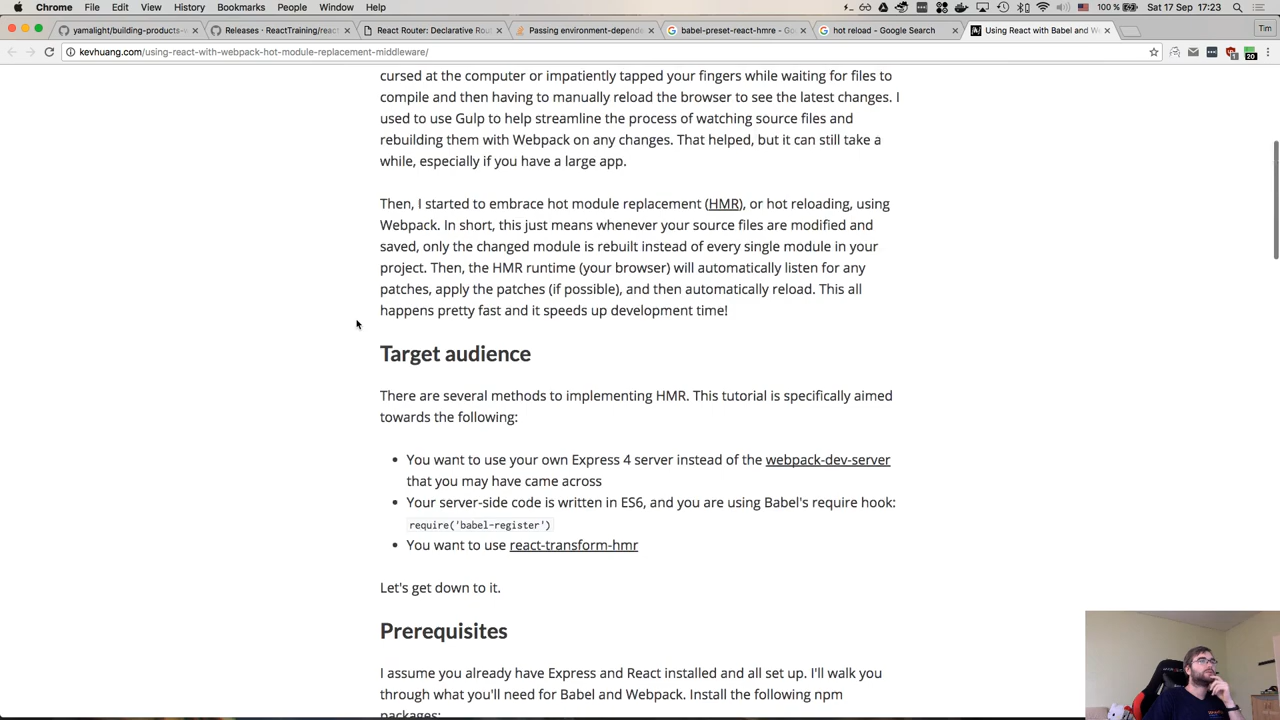 Chrome File Edit View History Bookmarks People Window Help 100 % Sat 17 Sep 17:23
yamalight/building-products-w
Releases · ReactTraining/reac
React Router: Declarative Rou
Passing environment-depende
babel-preset-react-hmre - Go
hot reload - Google Search
Using React with Babel and W
Tim
kevhuang.com/using-react-with-webpack-hot-module-replacement-middleware/
cursed at the computer or impatiently tapped your fingers while waiting for files to
compile and then having to manually reload the browser to see the latest changes. I
used to use Gulp to help streamline the process of watching source files and
rebuilding them with Webpack on any changes. That helped, but it can still take a
while, especially if you have a large app.
Then, I started to embrace hot module replacement (HMR), or hot reloading, using
Webpack. In short, this just means whenever your source files are modified and
saved, only the changed module is rebuilt instead of every single module in your
project. Then, the HMR runtime (your browser) will automatically listen for any
patches, apply the patches (if possible), and then automatically reload. This all
happens pretty fast and it speeds up development time!
Target audience
There are several methods to implementing HMR. This tutorial is specifically aimed
towards the following:
• You want to use your own Express 4 server instead of the webpack-dev-server
that you may have came across
• Your server-side code is written in ES6, and you are using Babel's require hook:
require('babel-register')
• You want to use react-transform-hmr
Let's get down to it.
Prerequisites
I assume you already have Express and React installed and all set up. I'll walk you
through what you'll need for Babel and Webpack. Install the following npm
packages: